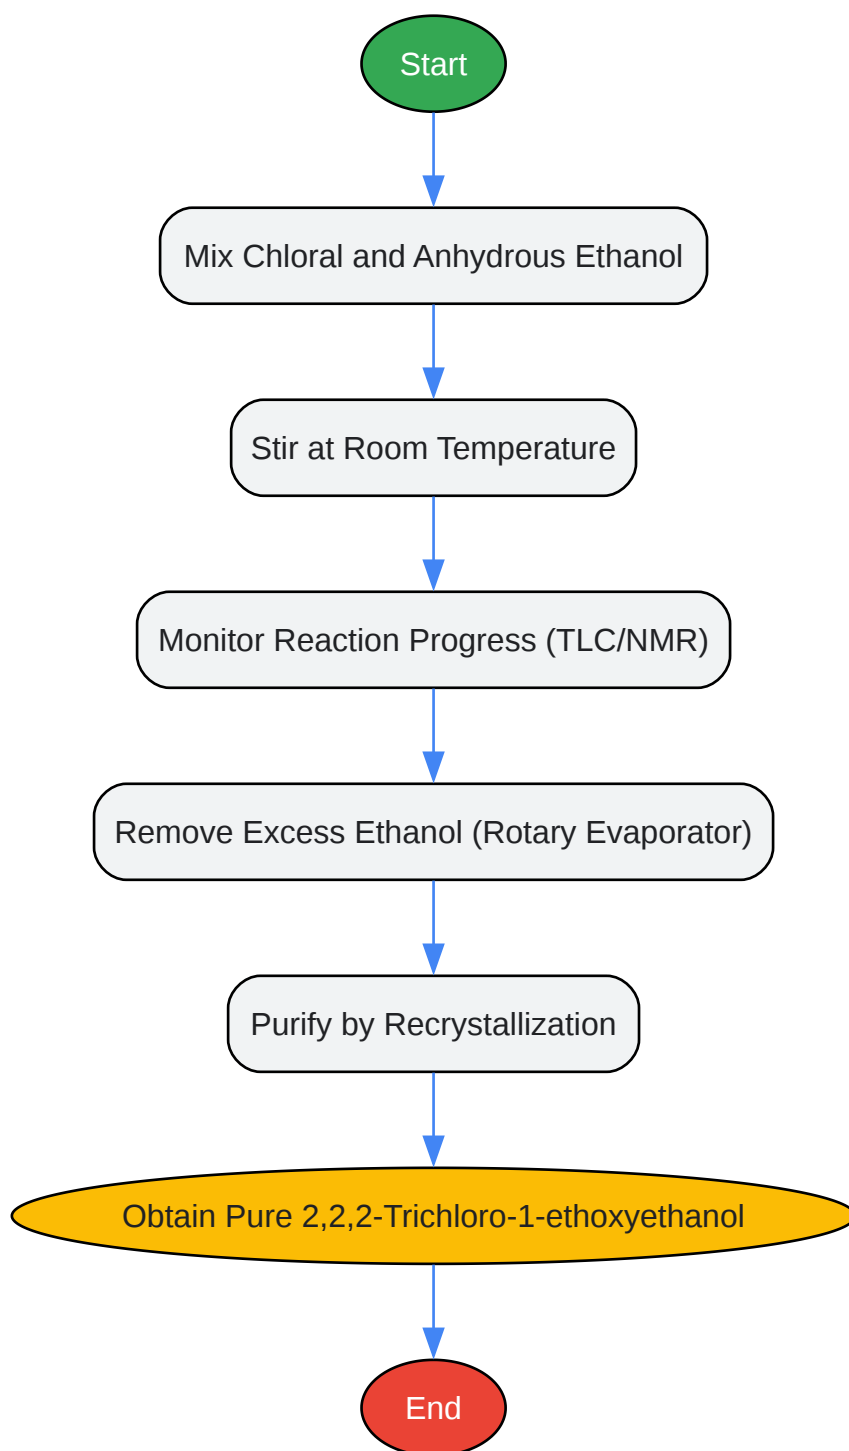 Start
Mix Chloral and Anhydrous Ethanol
Stir at Room Temperature
Monitor Reaction Progress (TLC/NMR)
Remove Excess Ethanol (Rotary Evaporator)
Purify by Recrystallization
Obtain Pure 2,2,2-Trichloro-1-ethoxyethanol
End